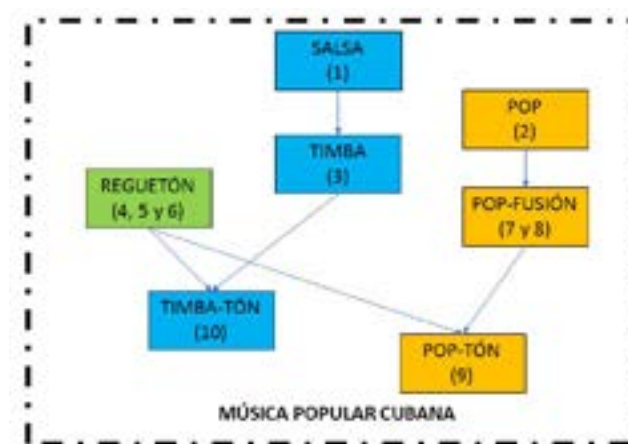 SALSA
(1)
POP
(2)
TIMBA
(3)
REGUETÓN
(4, 5 y 6)
POP-FUSIÓN
(7 y 8)
TIMBA-TÓN
(10)
POP-TÓN
(9)
MÚSICA POPULAR CUBANA